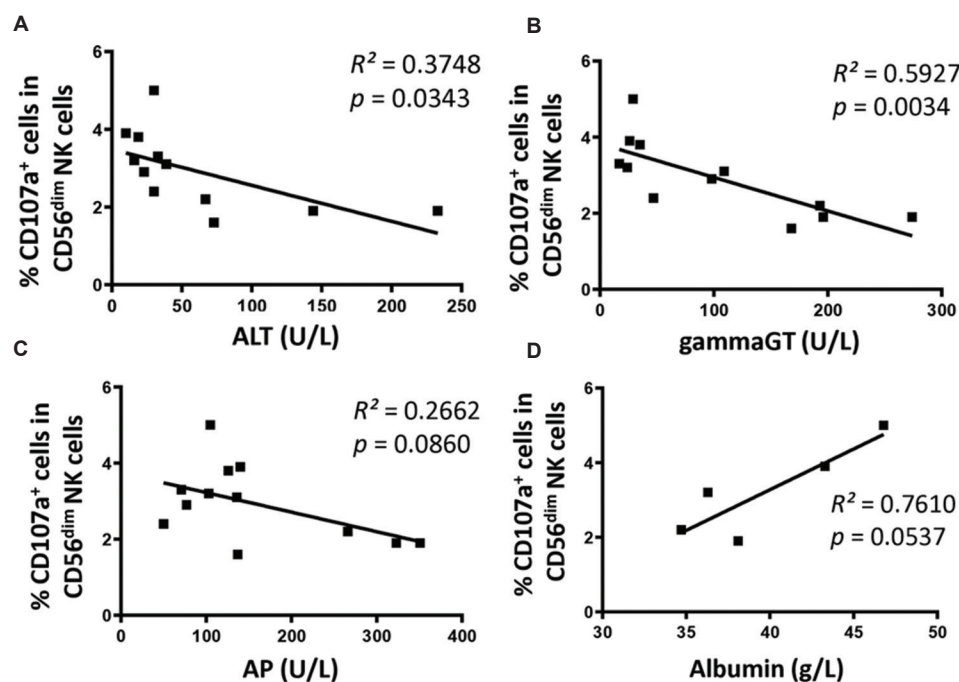 A
% CD107a⁺ cells in
CD56ᵈⁱᵐ NK cells
6
4
2
0
R² = 0.3748
p = 0.0343
0 50 100 150 200 250
ALT (U/L)
B
% CD107a⁺ cells in
CD56ᵈⁱᵐ NK cells
6
4
2
0
R² = 0.5927
p = 0.0034
0 100 200 300
gammaGT (U/L)
C
% CD107a⁺ cells in
CD56ᵈⁱᵐ NK cells
6
4
2
0
R² = 0.2662
p = 0.0860
0 100 200 300 400
AP (U/L)
D
% CD107a⁺ cells in
CD56ᵈⁱᵐ NK cells
6
4
2
0
R² = 0.7610
p = 0.0537
30 35 40 45 50
Albumin (g/L)